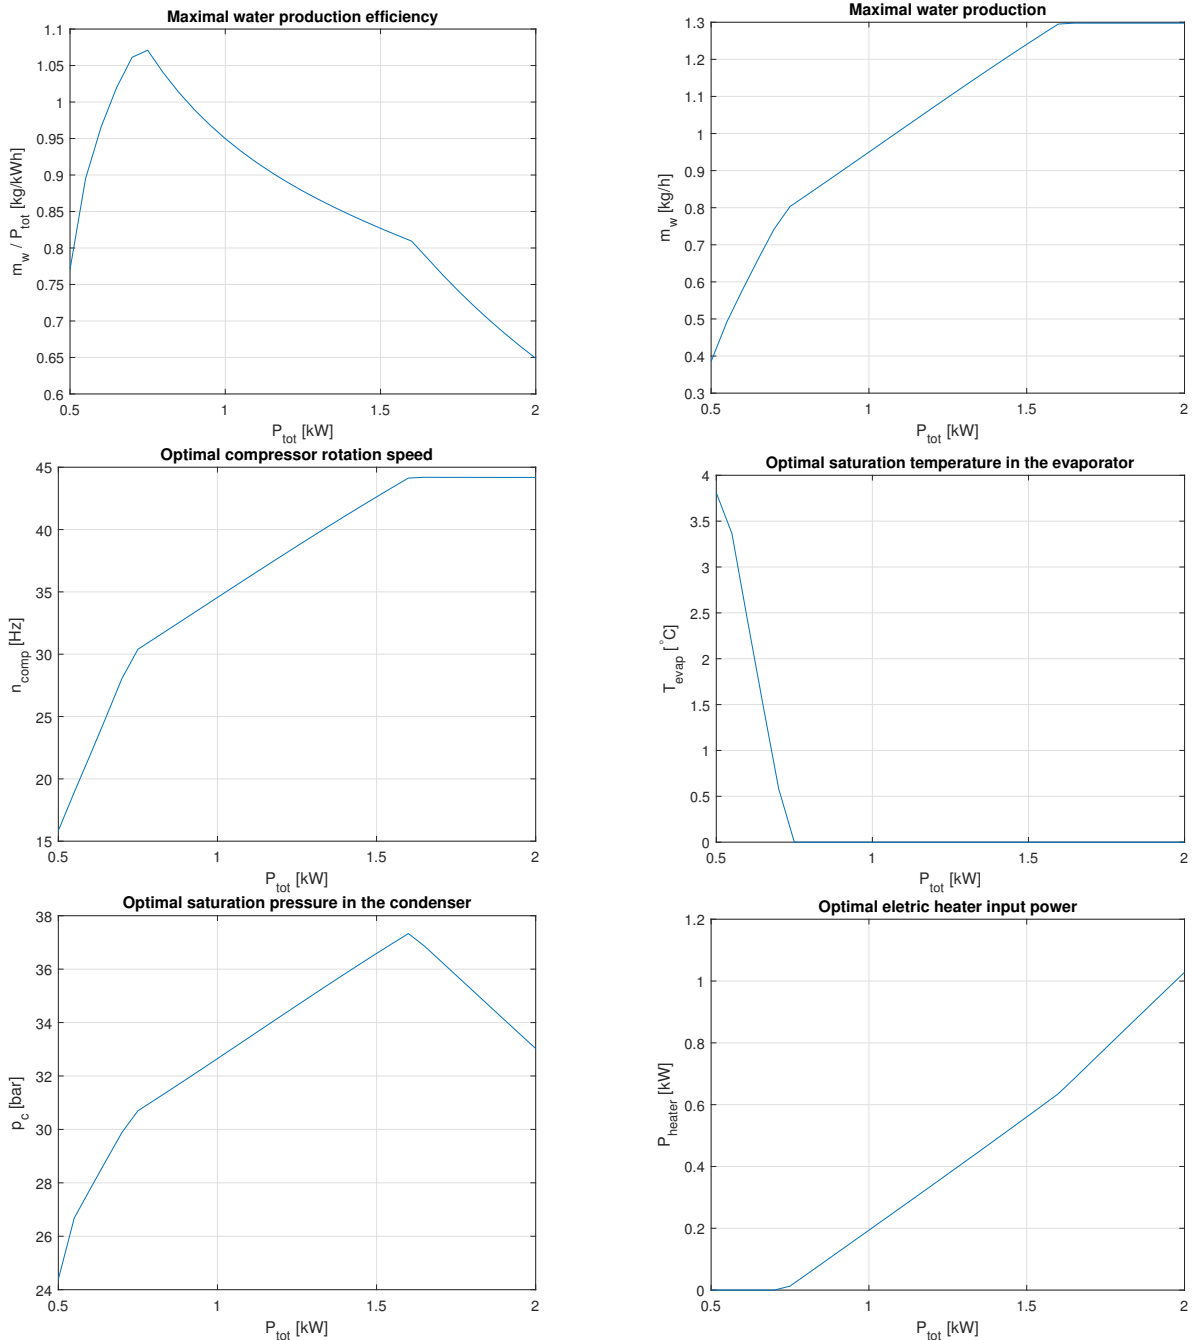 Maximal water production efficiency
1.1
1.05
1
0.95
0.9
0.85
0.8
0.75
0.7
0.65
0.6
m_w / P_tot [kg/kWh]
0.5 1 1.5 2
P_tot [kW]
Maximal water production
1.3
1.2
1.1
1
0.9
0.8
0.7
0.6
0.5
0.4
0.3
m_w [kg/h]
0.5 1 1.5 2
P_tot [kW]
Optimal compressor rotation speed
45
40
35
30
25
20
15
n_comp [Hz]
0.5 1 1.5 2
P_tot [kW]
Optimal saturation temperature in the evaporator
4
3.5
3
2.5
2
1.5
1
0.5
0
T_evap [°C]
0.5 1 1.5 2
P_tot [kW]
Optimal saturation pressure in the condenser
38
36
34
32
30
28
26
24
p_c [bar]
0.5 1 1.5 2
P_tot [kW]
Optimal eletric heater input power
1.2
1
0.8
0.6
0.4
0.2
0
P_heater [kW]
0.5 1 1.5 2
P_tot [kW]